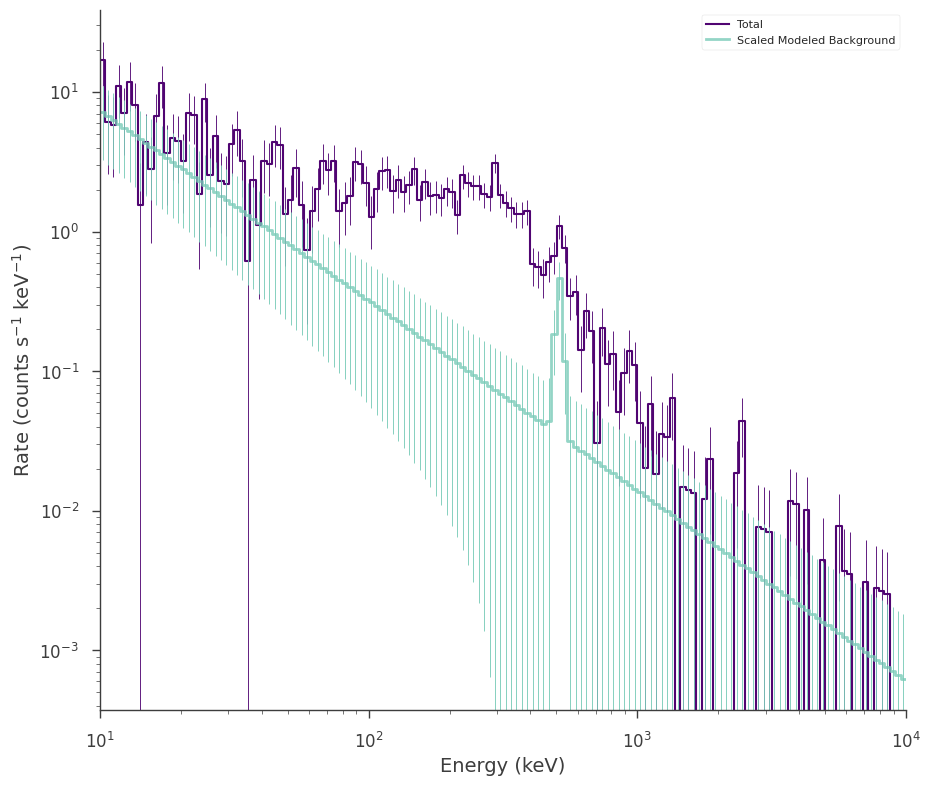 Total
Scaled Modeled Background
Rate (counts s⁻¹ keV⁻¹)
10¹
10⁰
10⁻¹
10⁻²
10⁻³
10¹ 10² 10³ 10⁴
Energy (keV)